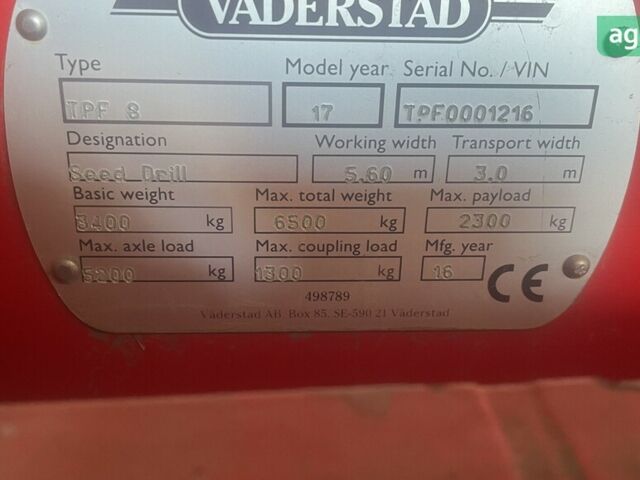 VÄDERSTAD
ag
Type Model year Serial No. / VIN
TPF 8 17 TPF0001216
Designation Working width Transport width
Seed Drill 5.60 m 3.0 m
Basic weight Max. total weight Max. payload
3400 kg 6500 kg 2300 kg
Max. axle load Max. coupling load Mfg. year
5200 kg 1300 kg 16 CE
498789
Väderstad AB, Box 85, SE-590 21 Väderstad